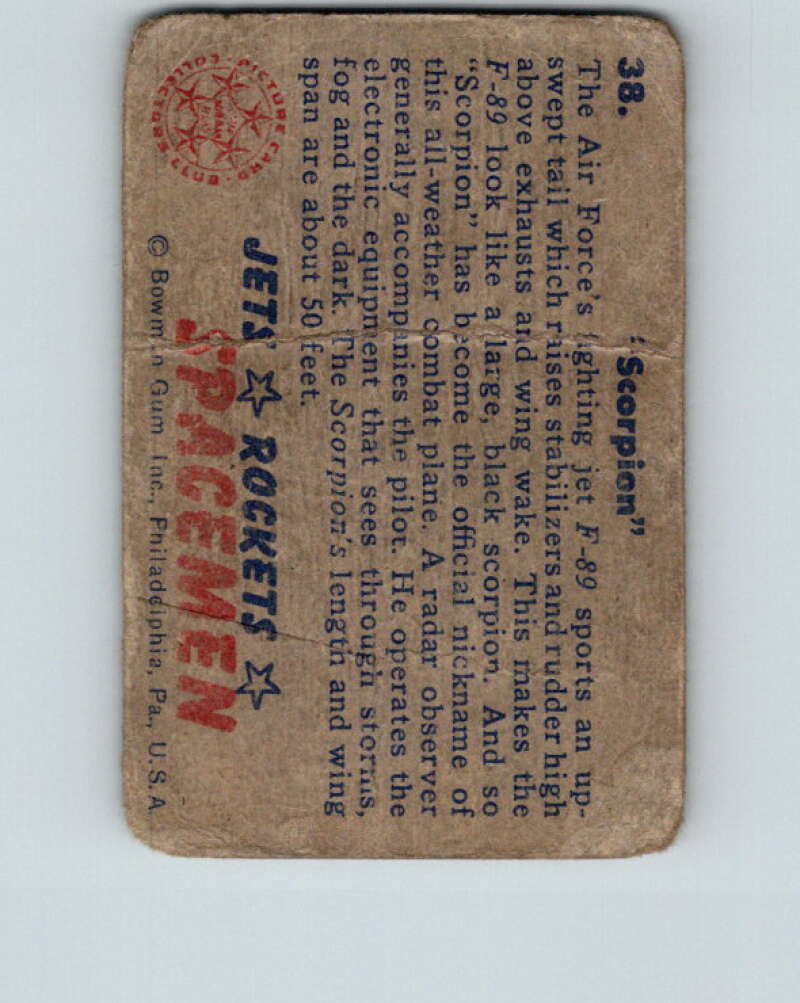 38. "Scorpion"
The Air Force's fighting jet F-89 sports an up-
swept tail which raises stabilizers and rudder high
above exhausts and wing wake. This makes the
F-89 look like a large, black scorpion. And so
"Scorpion" has become the official nickname of
this all-weather combat plane. A radar observer
generally accompanies the pilot. He operates the
electronic equipment that sees through storms,
fog and the dark. The Scorpion's length and wing
span are about 50 feet.
JETS ☆ ROCKETS ☆
SPACEMEN
© Bowman Gum Inc., Philadelphia, Pa., U. S. A.
PICTURE CARD COLLECTORS CLUB